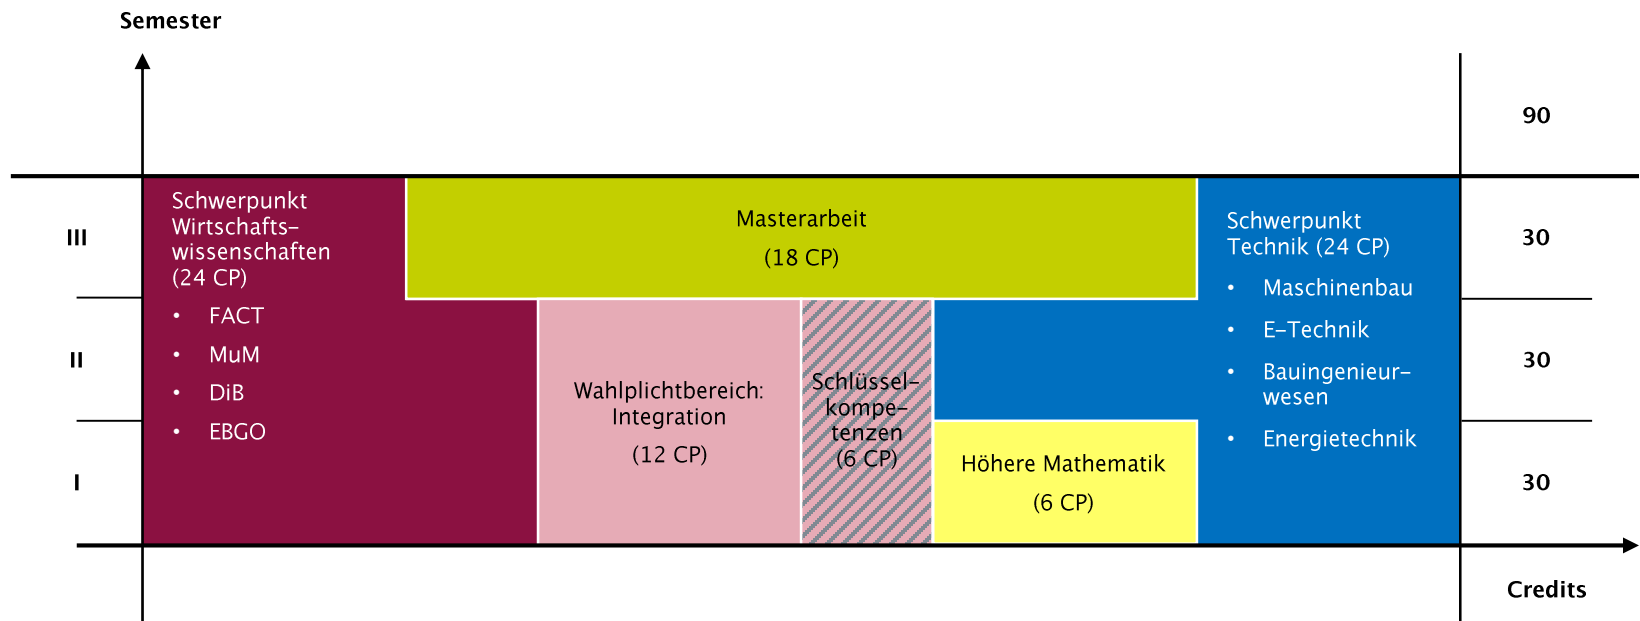 Semester
90
Schwerpunkt
Wirtschafts-
wissenschaften
(24 CP)
• FACT
• MuM
• DiB
• EBGO
Masterarbeit
(18 CP)
Schwerpunkt
Technik (24 CP)
• Maschinenbau
• E-Technik
• Bauingenieur-
wesen
• Energietechnik
III
30
II
30
Wahlplichtbereich:
Integration
(12 CP)
Schlüssel-
kompe-
tenzen
(6 CP)
Höhere Mathematik
(6 CP)
I
30
Credits